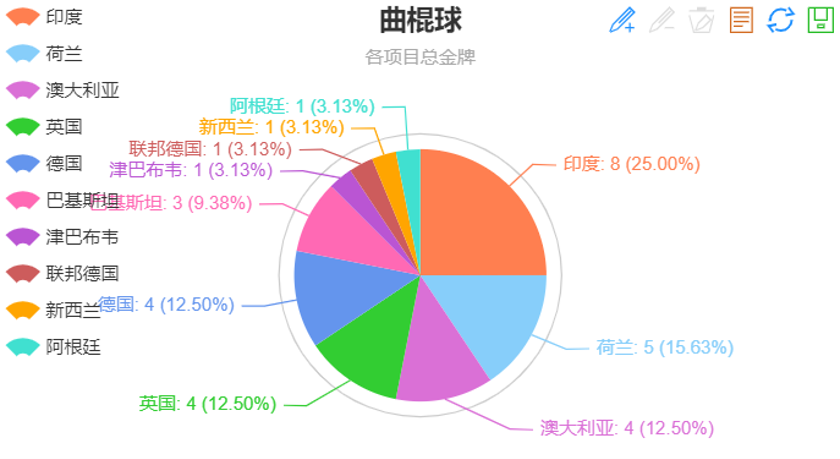 曲棍球
各项目总金牌
印度
荷兰
澳大利亚
英国
德国
巴基斯坦
津巴布韦
联邦德国
新西兰
阿根廷
阿根廷: 1 (3.13%)
新西兰: 1 (3.13%)
联邦德国: 1 (3.13%)
津巴布韦: 1 (3.13%)
巴基斯坦: 3 (9.38%)
德国: 4 (12.50%)
英国: 4 (12.50%)
印度: 8 (25.00%)
荷兰: 5 (15.63%)
澳大利亚: 4 (12.50%)